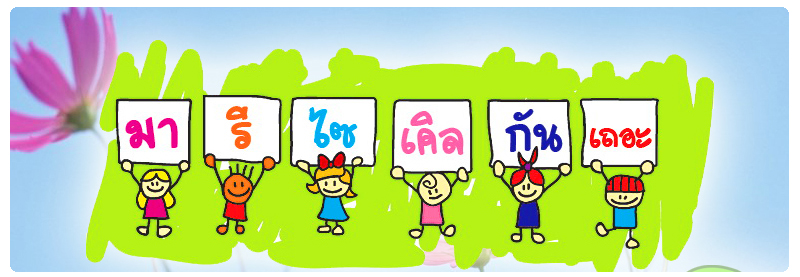 มา รี ไซ เคิล กัน เถอะ